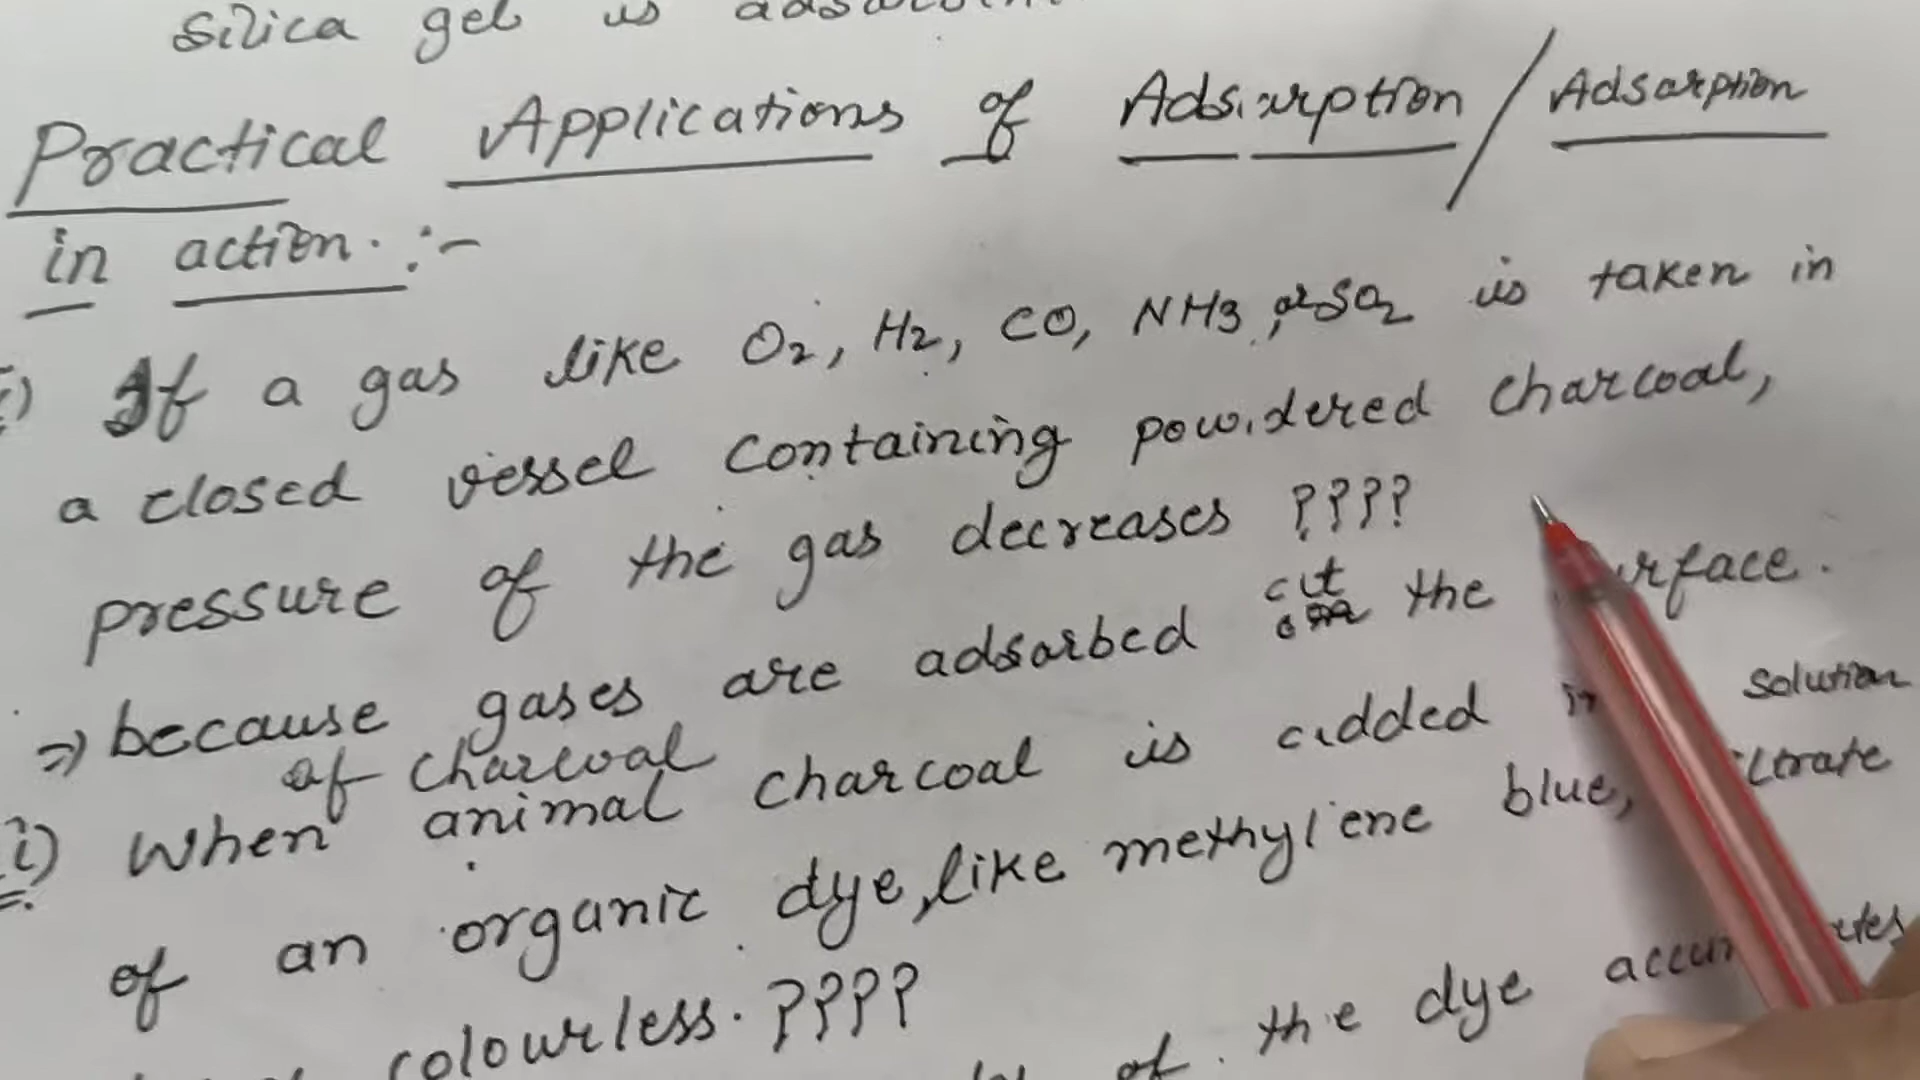 Silica gel is
Practical Applications of Adsorption / Adsorption
in action :-
i) If a gas like O2, H2, CO, NH3, or SO2 is taken in
a closed vessel containing powdered charcoal,
pressure of the gas decreases ????
=) because gases are adsorbed at the surface.
of charcoal
i) When animal charcoal is added in solution
of an organic dye, like methylene blue,
colourless. ????
of the dye